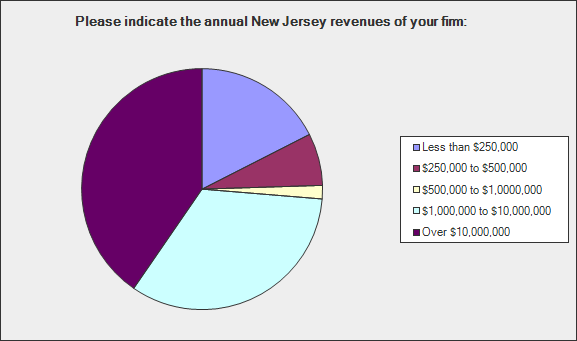 Please indicate the annual New Jersey revenues of your firm:
Less than $250,000
$250,000 to $500,000
$500,000 to $1,0000,000
$1,000,000 to $10,000,000
Over $10,000,000